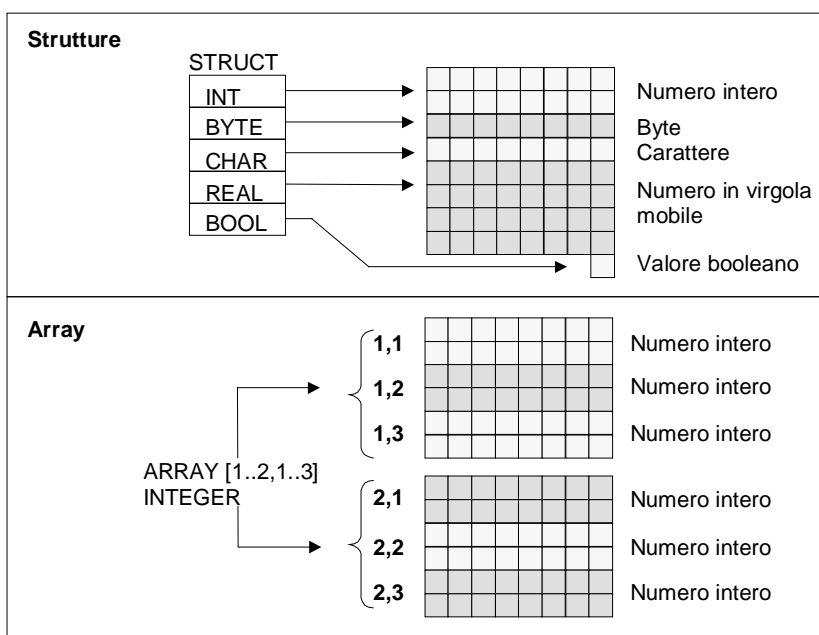 Strutture
STRUCT
INT
BYTE
CHAR
REAL
BOOL
Numero intero
Byte
Carattere
Numero in virgola
mobile
Valore booleano
Array
ARRAY [1..2,1..3]
INTEGER
1,1 Numero intero
1,2 Numero intero
1,3 Numero intero
2,1 Numero intero
2,2 Numero intero
2,3 Numero intero